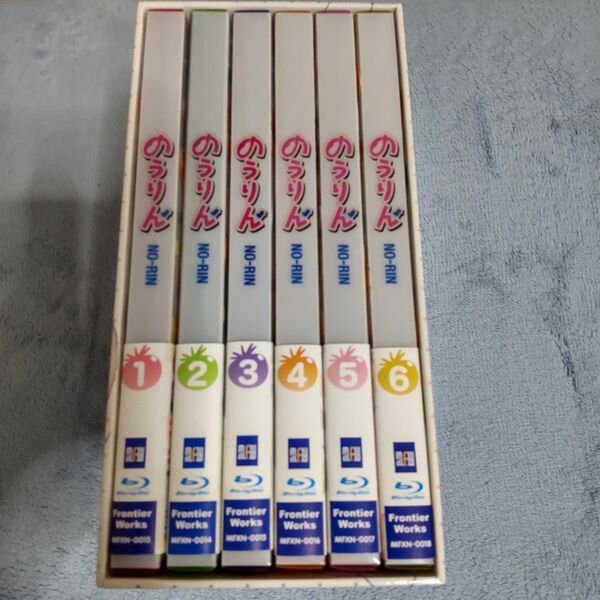 のうりん
NO-RIN
1
Blu-ray Disc
Frontier
Works
MFXN-0013
のうりん
NO-RIN
2
Blu-ray Disc
Frontier
Works
MFXN-0014
のうりん
NO-RIN
3
Blu-ray Disc
Frontier
Works
MFXN-0015
のうりん
NO-RIN
4
Blu-ray Disc
Frontier
Works
MFXN-0016
のうりん
NO-RIN
5
Blu-ray Disc
Frontier
Works
MFXN-0017
のうりん
NO-RIN
6
Blu-ray Disc
Frontier
Works
MFXN-0018